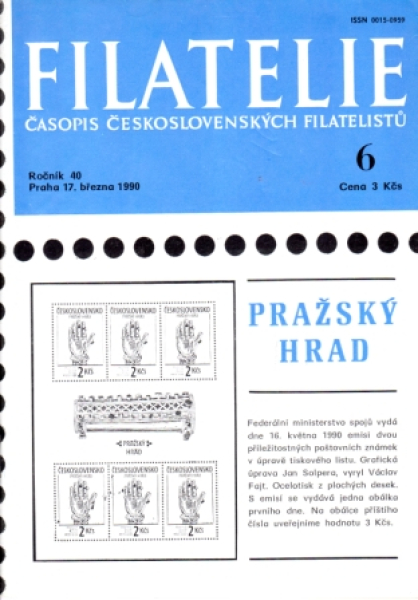 ISSN 0015-0959
FILATELIE
ČASOPIS ČESKOSLOVENSKÝCH FILATELISTŮ
Ročník 40
Praha 17. března 1990
6
Cena 3 Kčs
ČESKOSLOVENSKO ČESKOSLOVENSKO ČESKOSLOVENSKO
2 Kčs 2 Kčs 2 Kčs
PRAŽSKÝ
HRAD
ČESKOSLOVENSKO ČESKOSLOVENSKO ČESKOSLOVENSKO
2 Kčs 2 Kčs 2 Kčs
PRAŽSKÝ
HRAD
Federální ministerstvo spojů vydá
dne 16. května 1990 emisi dvou
příležitostných poštovních známek
v úpravě tiskového listu. Grafická
úprava Jan Solpera, vyryl Václav
Fajt. Ocelotisk z plochých desek.
S emisí se vydává jedna obálka
prvního dne. Na obálce příštího
čísla uveřejníme hodnotu 3 Kčs.